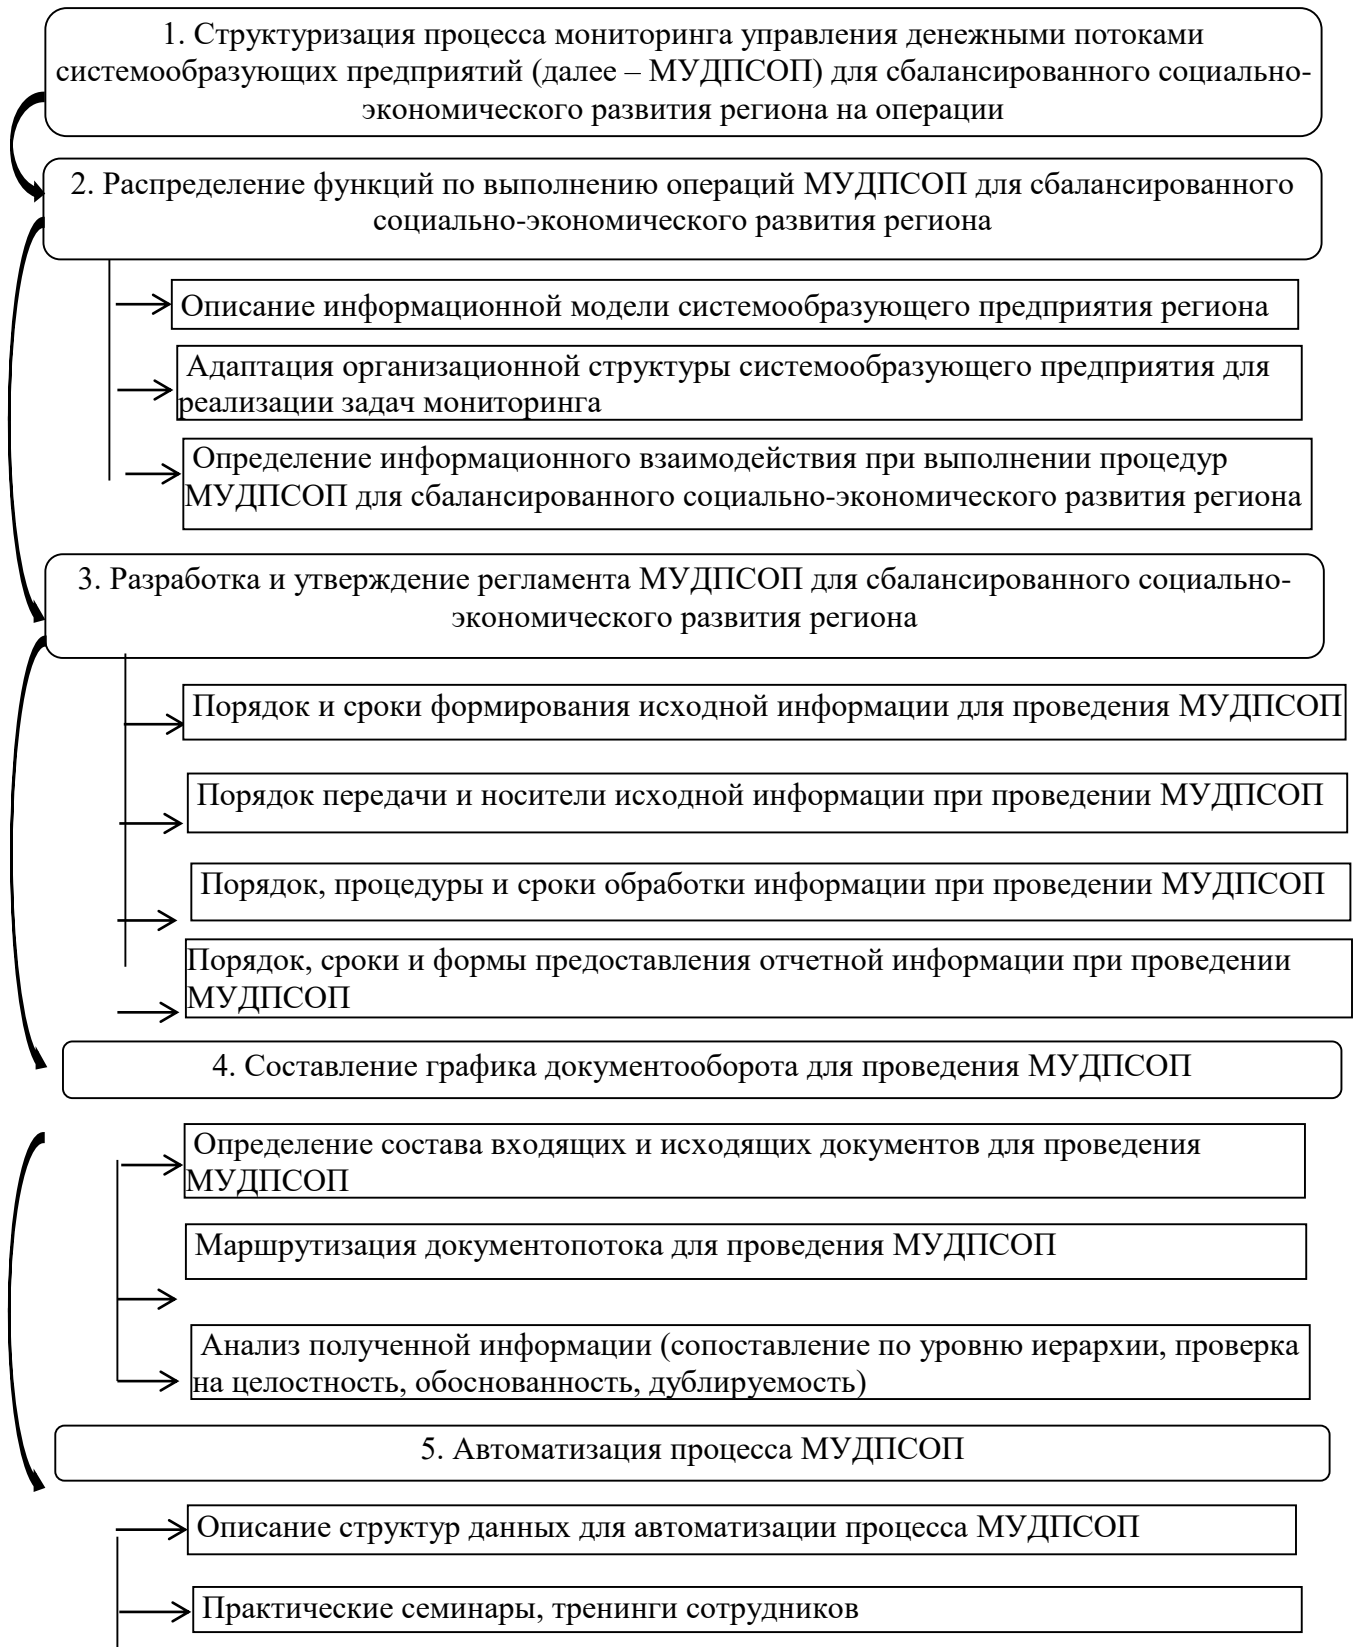 1. Структуризация процесса мониторинга управления денежными потоками
системообразующих предприятий (далее – МУДПСОП) для сбалансированного социально-
экономического развития региона на операции
2. Распределение функций по выполнению операций МУДПСОП для сбалансированного
социально-экономического развития региона
Описание информационной модели системообразующего предприятия региона
Адаптация организационной структуры системообразующего предприятия для
реализации задач мониторинга
Определение информационного взаимодействия при выполнении процедур
МУДПСОП для сбалансированного социально-экономического развития региона
3. Разработка и утверждение регламента МУДПСОП для сбалансированного социально-
экономического развития региона
Порядок и сроки формирования исходной информации для проведения МУДПСОП
Порядок передачи и носители исходной информации при проведении МУДПСОП
Порядок, процедуры и сроки обработки информации при проведении МУДПСОП
Порядок, сроки и формы предоставления отчетной информации при проведении
МУДПСОП
4. Составление графика документооборота для проведения МУДПСОП
Определение состава входящих и исходящих документов для проведения
МУДПСОП
Маршрутизация документопотока для проведения МУДПСОП
Анализ полученной информации (сопоставление по уровню иерархии, проверка
на целостность, обоснованность, дублируемость)
5. Автоматизация процесса МУДПСОП
Описание структур данных для автоматизации процесса МУДПСОП
Практические семинары, тренинги сотрудников